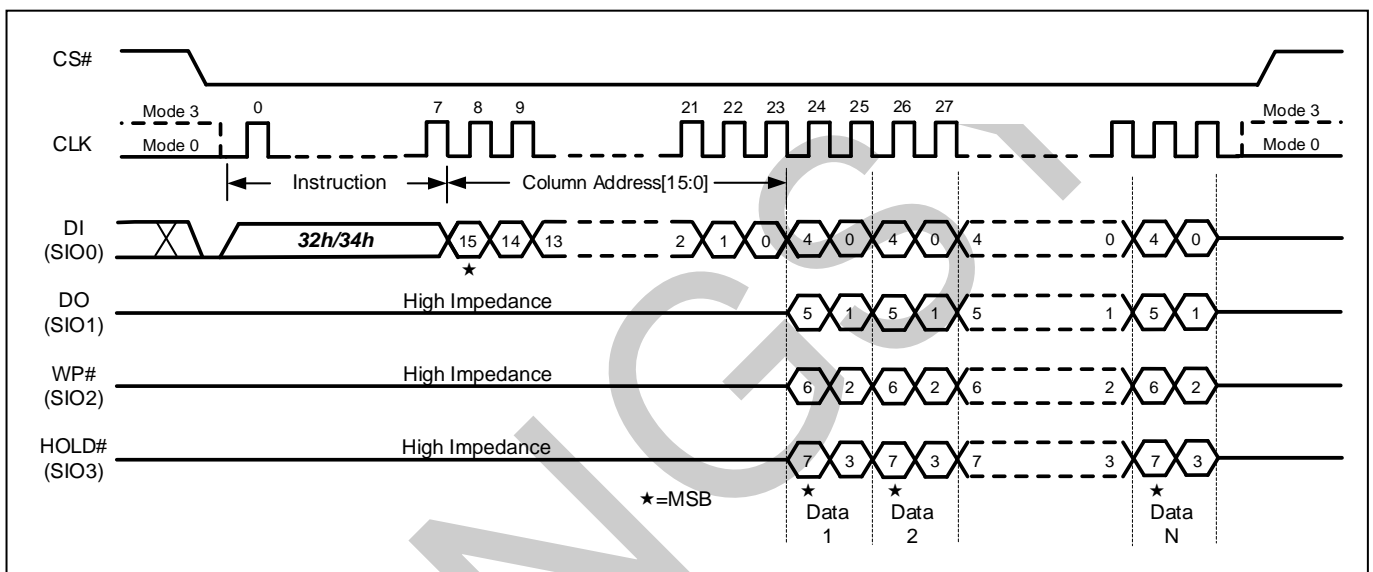 CS#
Mode 3 0 7 8 9 21 22 23 24 25 26 27 Mode 3
CLK
Mode 0 Mode 0
Instruction Column Address[15:0]
DI
(SIO0)
32h/34h 15 14 13 2 1 0 4 0 4 0 4 0 4 0
★
DO
(SIO1)
High Impedance 5 1 5 1 5 1 5 1
WP#
(SIO2)
High Impedance 6 2 6 2 6 2 6 2
HOLD#
(SIO3)
High Impedance 7 3 7 3 7 3 7 3
★=MSB
★ ★ ★
Data Data Data
1 2 N